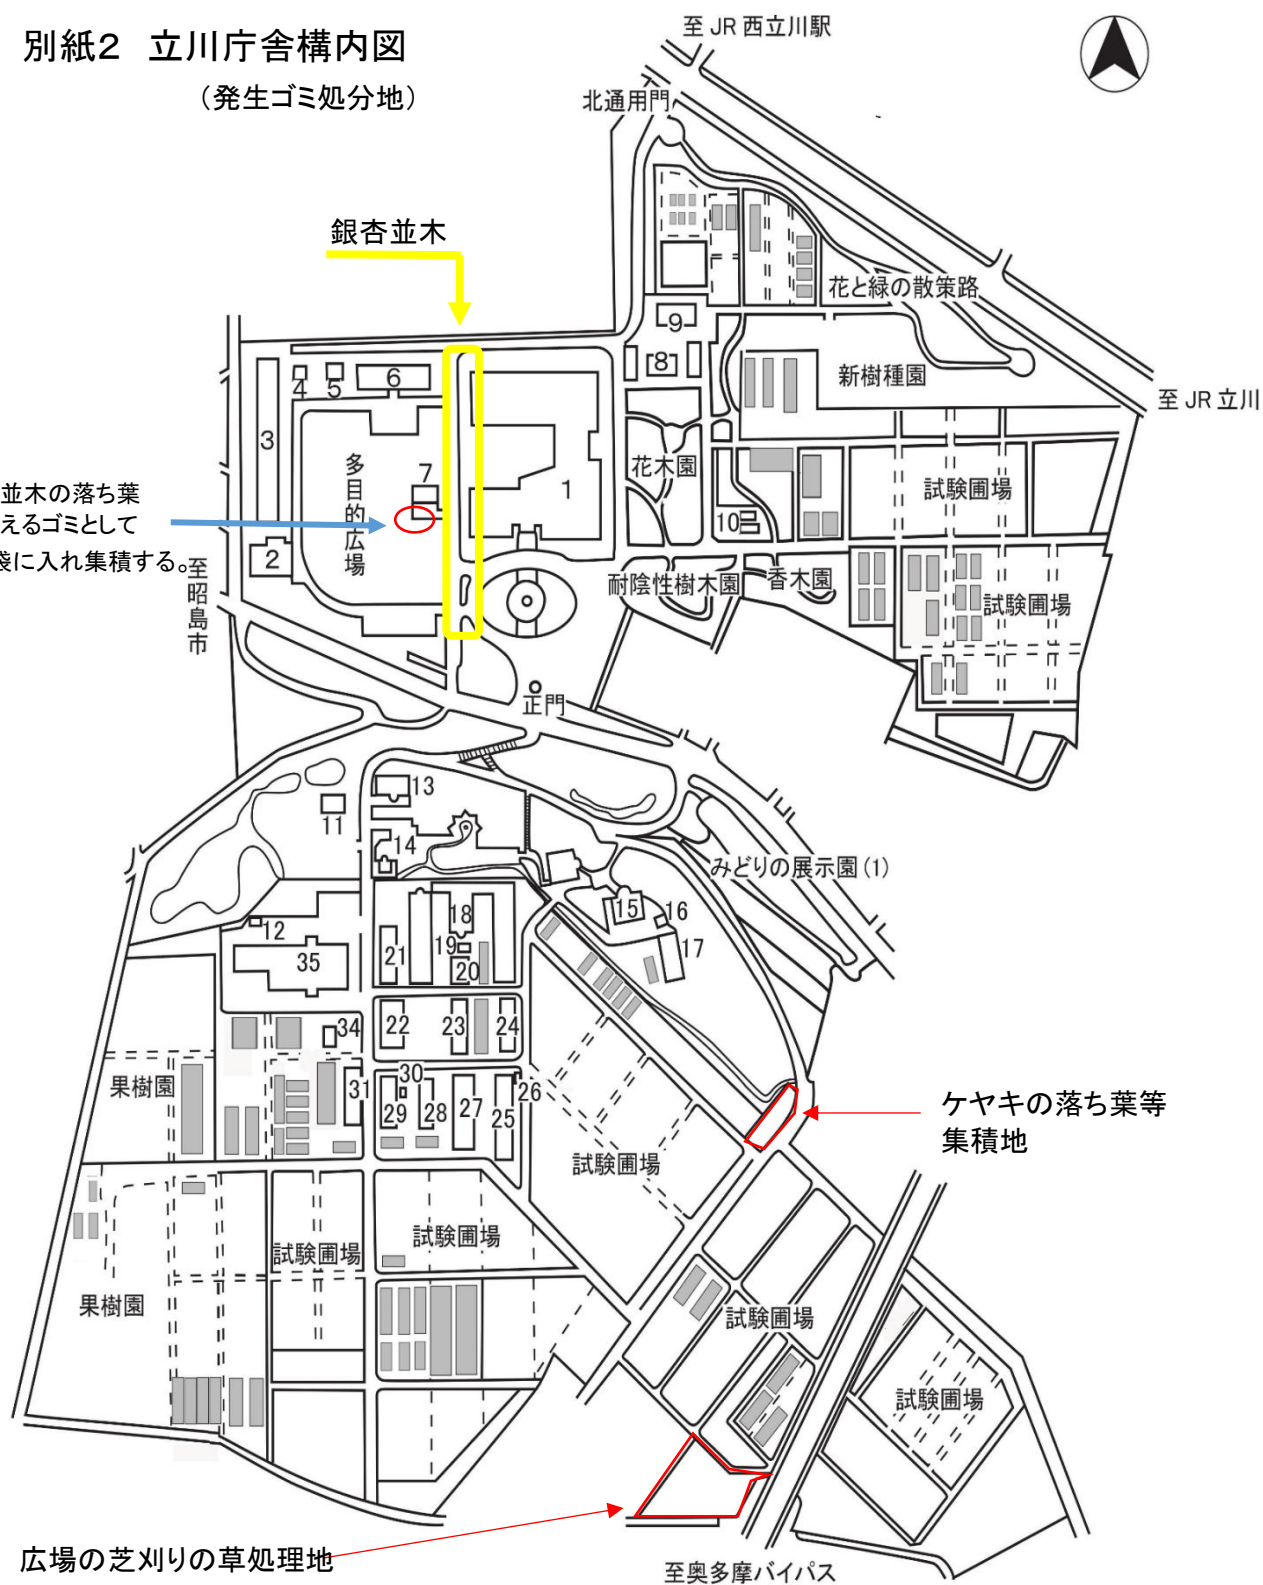 別紙2 立川庁舎構内図
(発生ゴミ処分地)
至 JR 西立川駅
北通用門
銀杏並木
花と緑の散策路
新樹種園
至 JR 立川
9
8
4
5
6
3
7
1
2
10
多目的広場
花木園
試験圃場
並木の落ち葉
えるゴミとして
袋に入れ集積する。
至昭島市
耐陰性樹木園
香木園
試験圃場
正門
13
11
14
みどりの展示園 (1)
15
16
17
12
35
18
19
20
21
22
23
24
34
31
30
29
28
27
26
25
果樹園
ケヤキの落ち葉等
集積地
試験圃場
試験圃場
試験圃場
果樹園
試験圃場
試験圃場
広場の芝刈りの草処理地
至奥多摩バイパス